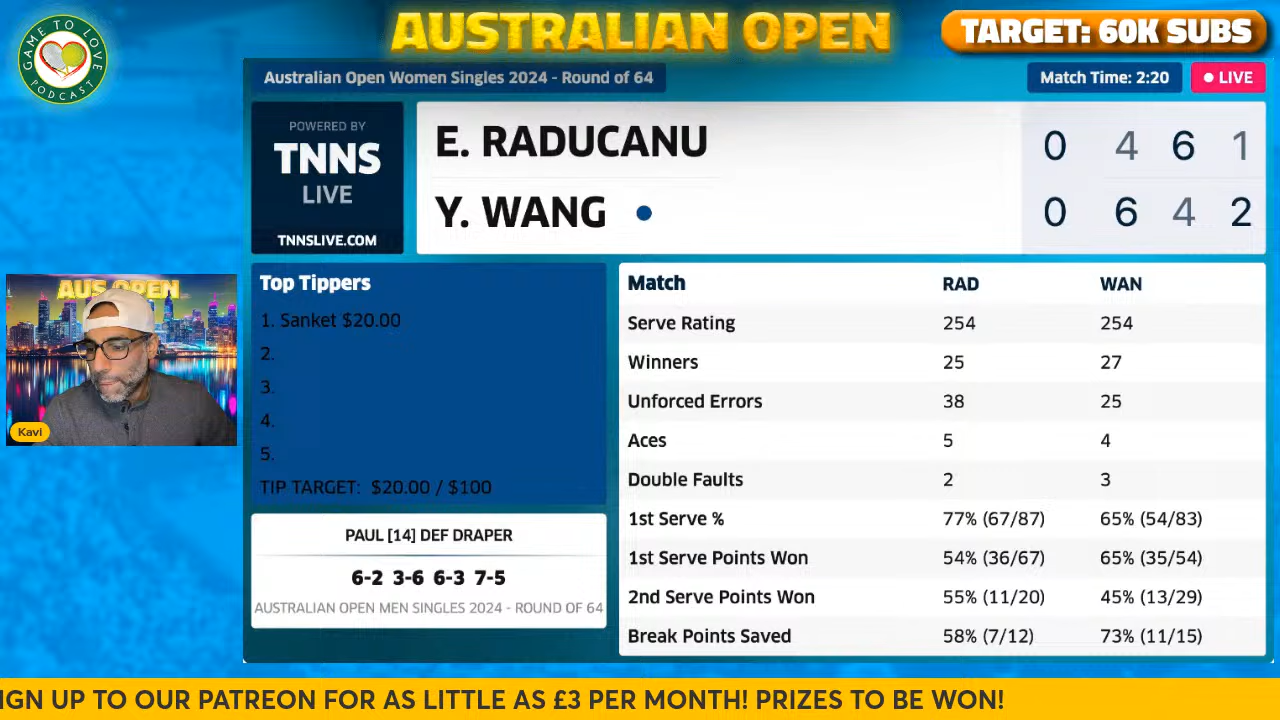 GAME TO LOVE
PODCAST
AUSTRALIAN OPEN
TARGET: 60K SUBS
Australian Open Women Singles 2024 - Round of 64
Match Time: 2:20
LIVE
POWERED BY
TNNS
LIVE
TNNSLIVE.COM
E. RADUCANU 0 4 6 1
Y. WANG 0 6 4 2
AUS OPEN
Kavi
Top Tippers
1. Sanket $20.00
2.
3.
4.
5.
TIP TARGET: $20.00 / $100
PAUL [14] DEF DRAPER
6-2 3-6 6-3 7-5
AUSTRALIAN OPEN MEN SINGLES 2024 - ROUND OF 64
Match RAD WAN
Serve Rating 254 254
Winners 25 27
Unforced Errors 38 25
Aces 5 4
Double Faults 2 3
1st Serve % 77% (67/87) 65% (54/83)
1st Serve Points Won 54% (36/67) 65% (35/54)
2nd Serve Points Won 55% (11/20) 45% (13/29)
Break Points Saved 58% (7/12) 73% (11/15)
IGN UP TO OUR PATREON FOR AS LITTLE AS £3 PER MONTH! PRIZES TO BE WON!